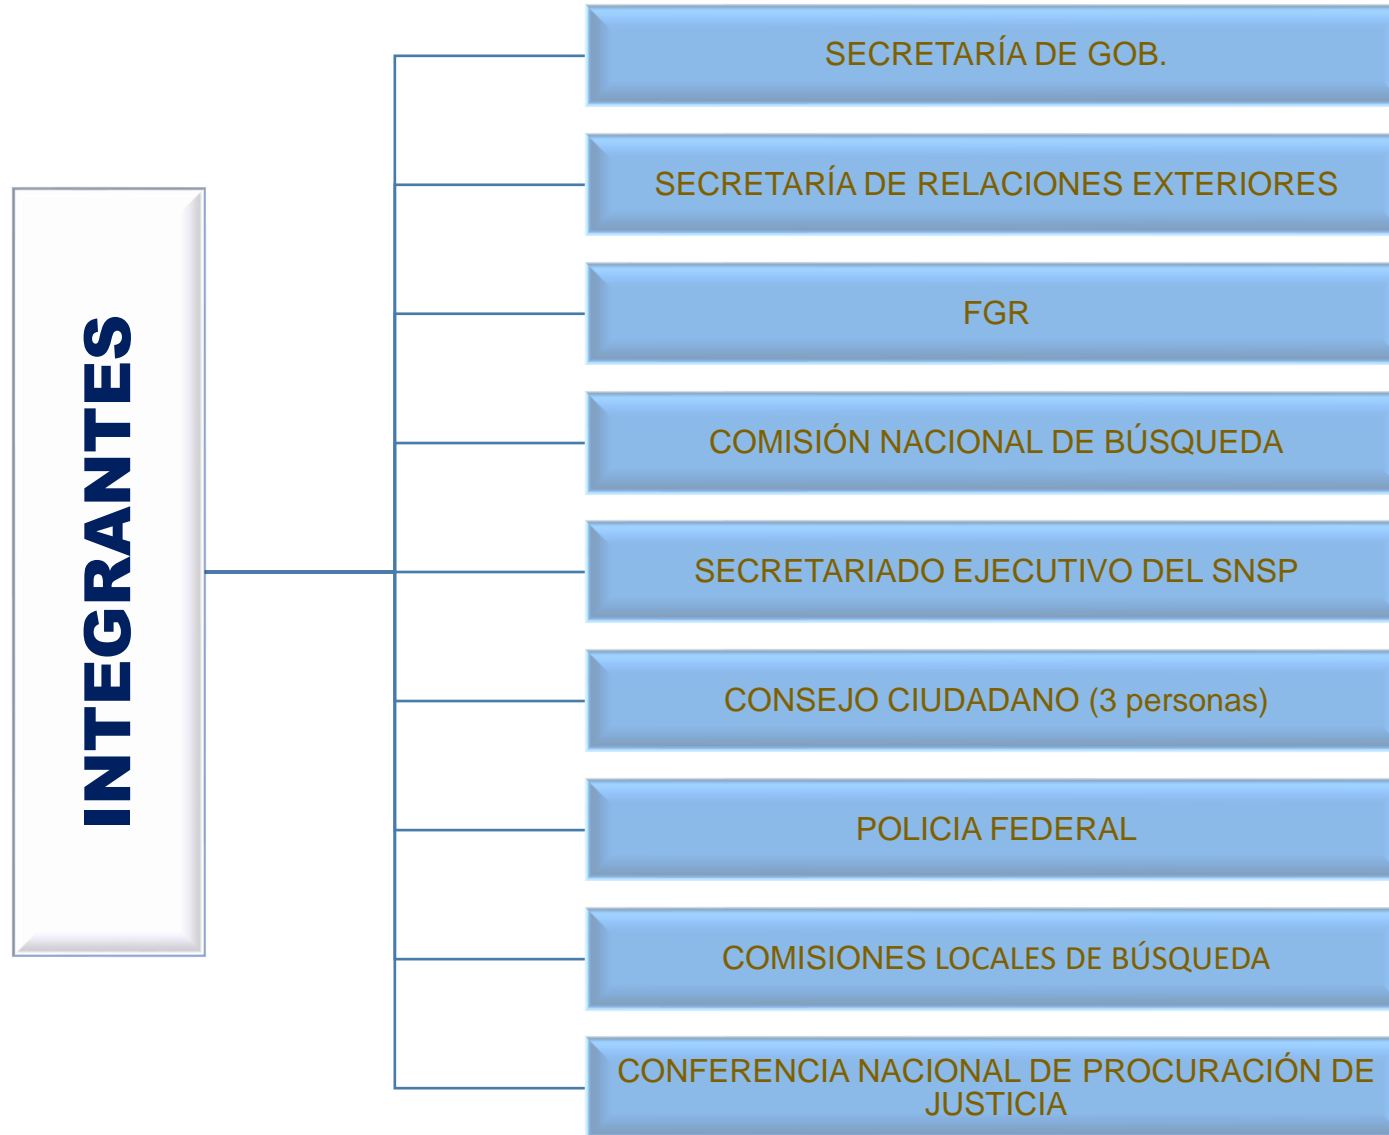 INTEGRANTES
SECRETARÍA DE GOB.
SECRETARÍA DE RELACIONES EXTERIORES
FGR
COMISIÓN NACIONAL DE BÚSQUEDA
SECRETARIADO EJECUTIVO DEL SNSP
CONSEJO CIUDADANO (3 personas)
POLICIA FEDERAL
COMISIONES LOCALES DE BÚSQUEDA
CONFERENCIA NACIONAL DE PROCURACIÓN DE
JUSTICIA